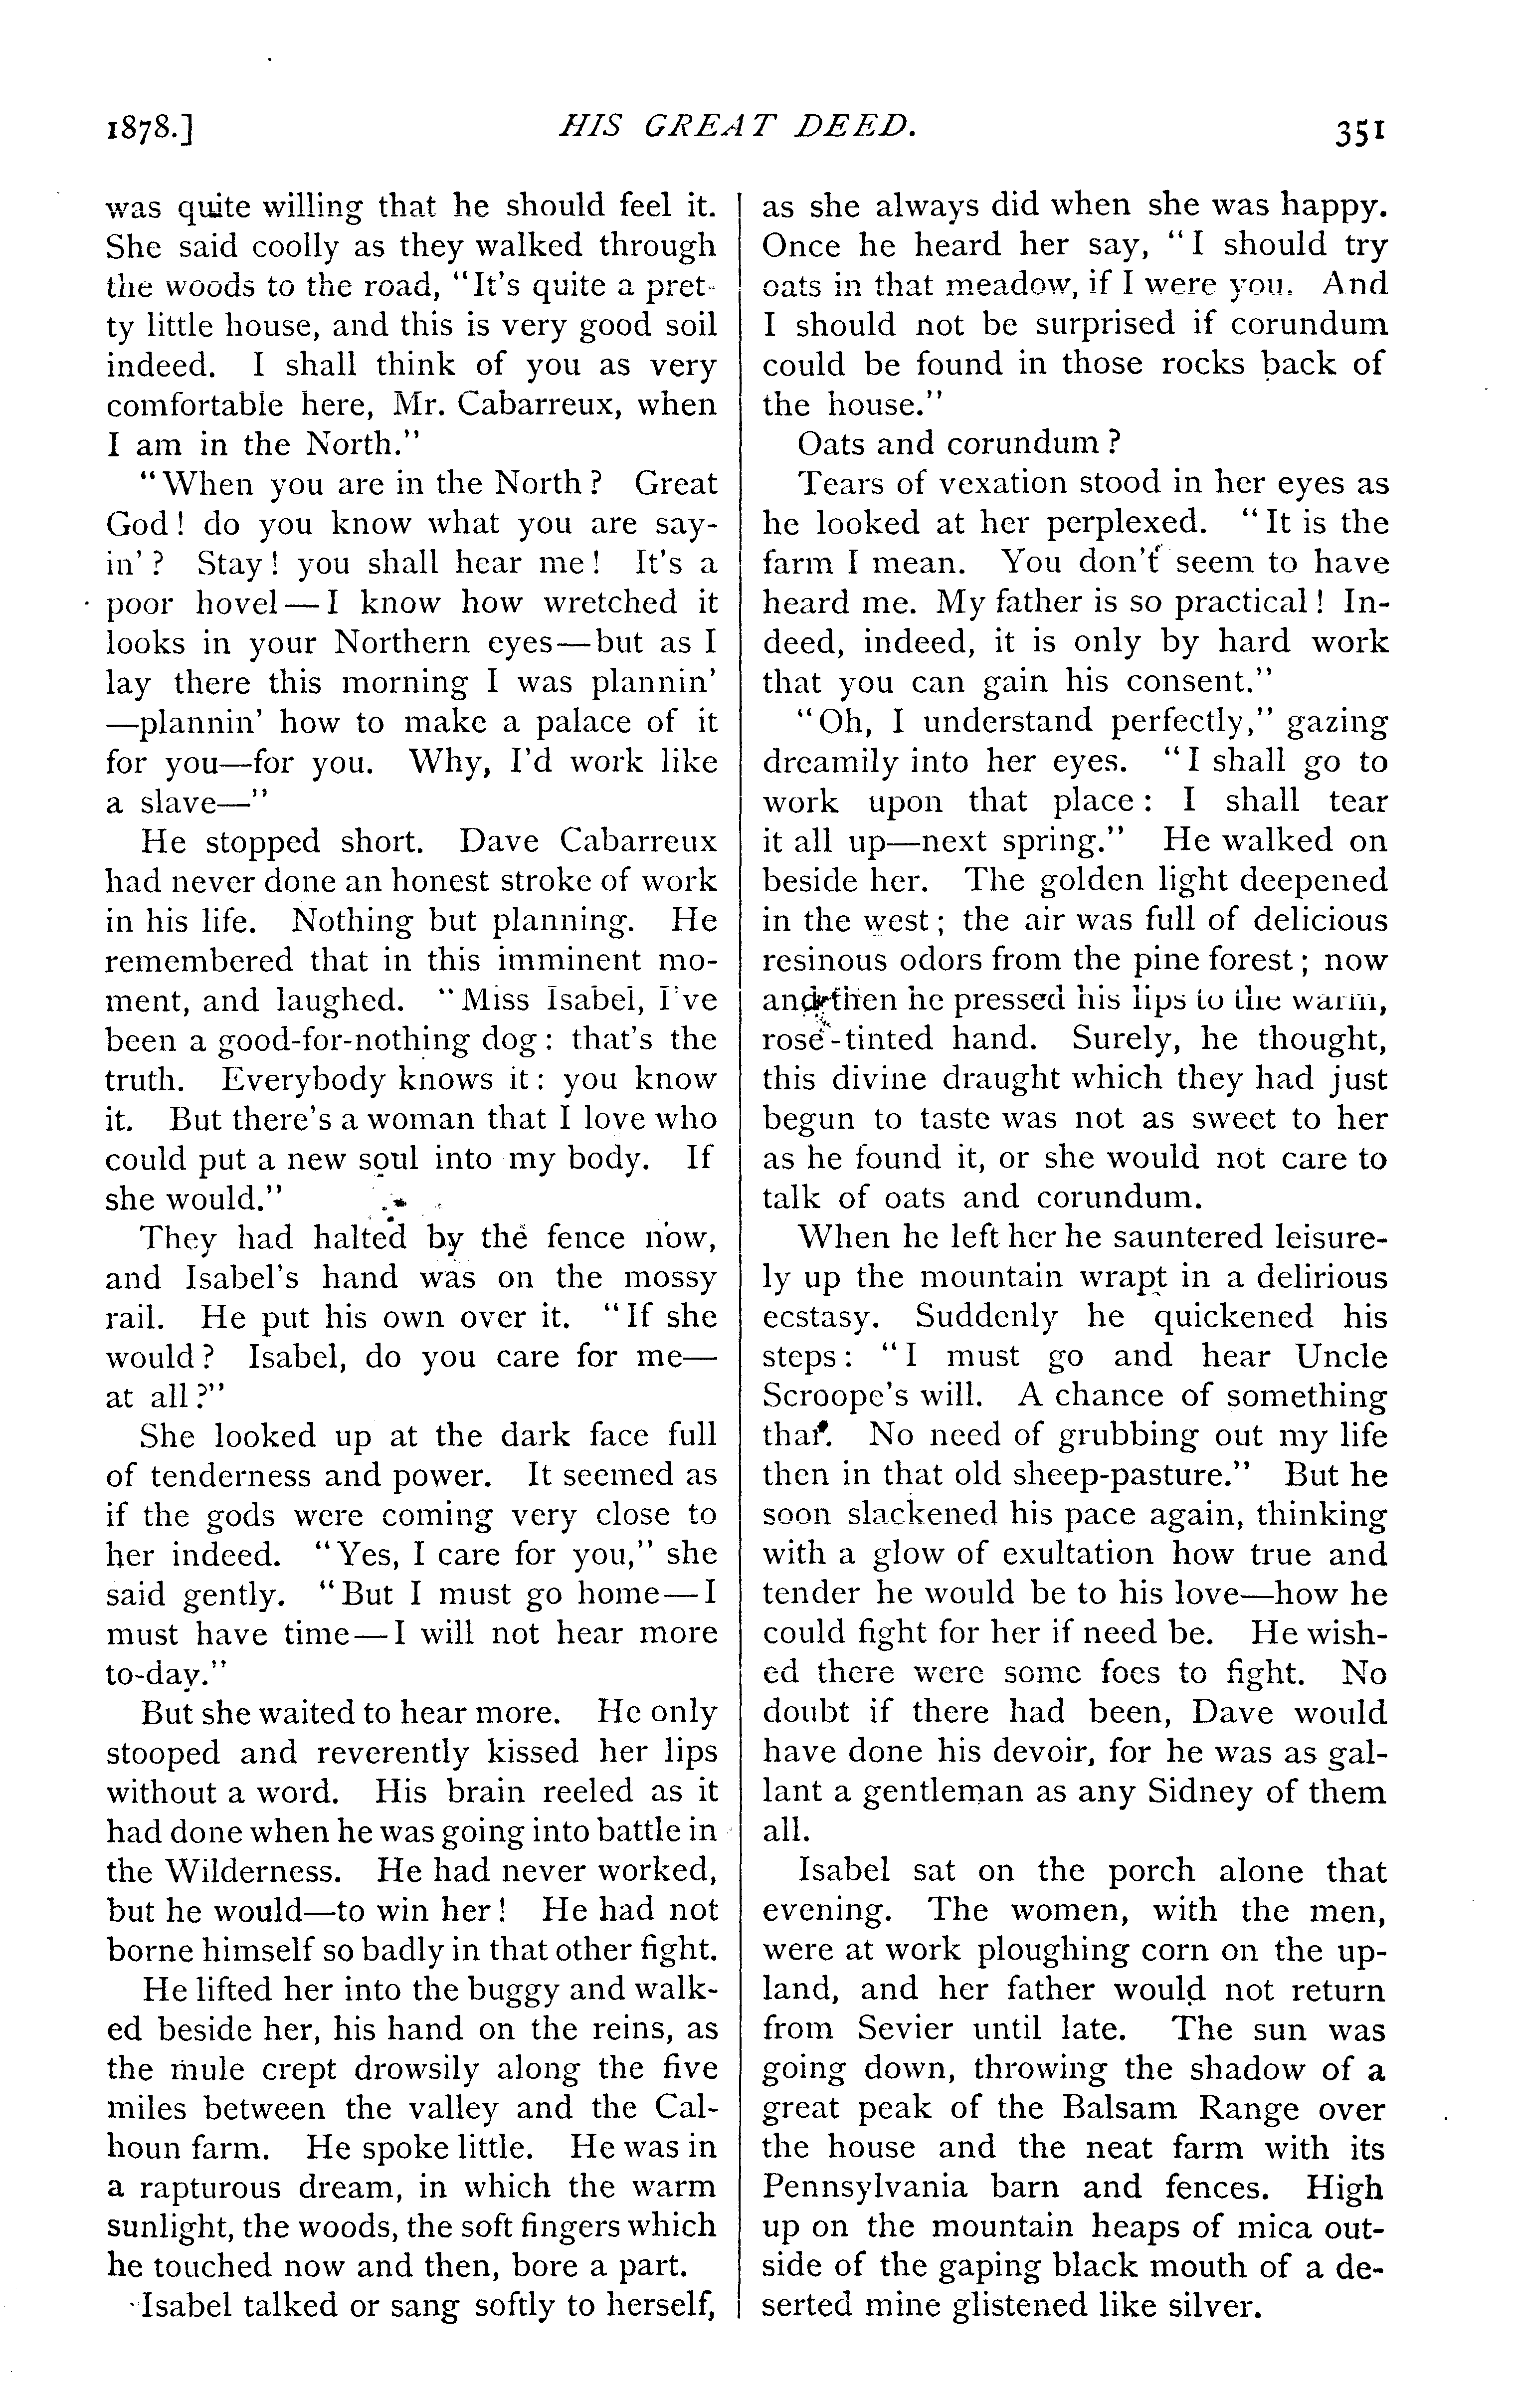 1878.] HIS GREAT DEED. 351
was quite willing that he should feel it.
She said coolly as they walked through
the woods to the road, "It's quite a pret-
ty little house, and this is very good soil
indeed. I shall think of you as very
comfortable here, Mr. Cabarreux, when
I am in the North."
"When you are in the North? Great
God! do you know what you are say-
in'? Stay! you shall hear me! It's a
poor hovel—I know how wretched it
looks in your Northern eyes—but as I
lay there this morning I was plannin'
—plannin' how to make a palace of it
for you—for you. Why, I'd work like
a slave—"
He stopped short. Dave Cabarreux
had never done an honest stroke of work
in his life. Nothing but planning. He
remembered that in this imminent mo-
ment, and laughed. "Miss Isabel, I've
been a good-for-nothing dog: that's the
truth. Everybody knows it: you know
it. But there's a woman that I love who
could put a new soul into my body. If
she would."
They had halted by the fence now,
and Isabel's hand was on the mossy
rail. He put his own over it. "If she
would? Isabel, do you care for me—
at all?"
She looked up at the dark face full
of tenderness and power. It seemed as
if the gods were coming very close to
her indeed. "Yes, I care for you," she
said gently. "But I must go home—I
must have time—I will not hear more
to-day."
But she waited to hear more. He only
stooped and reverently kissed her lips
without a word. His brain reeled as it
had done when he was going into battle in
the Wilderness. He had never worked,
but he would—to win her! He had not
borne himself so badly in that other fight.
He lifted her into the buggy and walk-
ed beside her, his hand on the reins, as
the mule crept drowsily along the five
miles between the valley and the Cal-
houn farm. He spoke little. He was in
a rapturous dream, in which the warm
sunlight, the woods, the soft fingers which
he touched now and then, bore a part.
Isabel talked or sang softly to herself,
as she always did when she was happy.
Once he heard her say, "I should try
oats in that meadow, if I were you. And
I should not be surprised if corundum
could be found in those rocks back of
the house."
Oats and corundum?
Tears of vexation stood in her eyes as
he looked at her perplexed. "It is the
farm I mean. You don't seem to have
heard me. My father is so practical! In-
deed, indeed, it is only by hard work
that you can gain his consent."
"Oh, I understand perfectly," gazing
dreamily into her eyes. "I shall go to
work upon that place: I shall tear
it all up—next spring." He walked on
beside her. The golden light deepened
in the west; the air was full of delicious
resinous odors from the pine forest; now
and then he pressed his lips to the warm,
rose-tinted hand. Surely, he thought,
this divine draught which they had just
begun to taste was not as sweet to her
as he found it, or she would not care to
talk of oats and corundum.
When he left her he sauntered leisure-
ly up the mountain wrapt in a delirious
ecstasy. Suddenly he quickened his
steps: "I must go and hear Uncle
Scroope's will. A chance of something
thar. No need of grubbing out my life
then in that old sheep-pasture." But he
soon slackened his pace again, thinking
with a glow of exultation how true and
tender he would be to his love—how he
could fight for her if need be. He wish-
ed there were some foes to fight. No
doubt if there had been, Dave would
have done his devoir, for he was as gal-
lant a gentleman as any Sidney of them
all.
Isabel sat on the porch alone that
evening. The women, with the men,
were at work ploughing corn on the up-
land, and her father would not return
from Sevier until late. The sun was
going down, throwing the shadow of a
great peak of the Balsam Range over
the house and the neat farm with its
Pennsylvania barn and fences. High
up on the mountain heaps of mica out-
side of the gaping black mouth of a de-
serted mine glistened like silver.